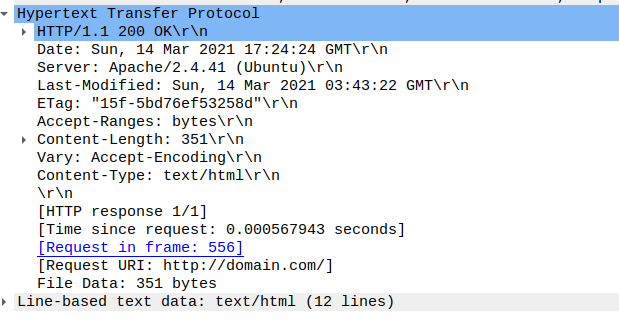 Hypertext Transfer Protocol
HTTP/1.1 200 OK\r\n
Date: Sun, 14 Mar 2021 17:24:24 GMT\r\n
Server: Apache/2.4.41 (Ubuntu)\r\n
Last-Modified: Sun, 14 Mar 2021 03:43:22 GMT\r\n
ETag: "15f-5bd76ef53258d"\r\n
Accept-Ranges: bytes\r\n
Content-Length: 351\r\n
Vary: Accept-Encoding\r\n
Content-Type: text/html\r\n
\r\n
[HTTP response 1/1]
[Time since request: 0.000567943 seconds]
[Request in frame: 556]
[Request URI: http://domain.com/]
File Data: 351 bytes
Line-based text data: text/html (12 lines)